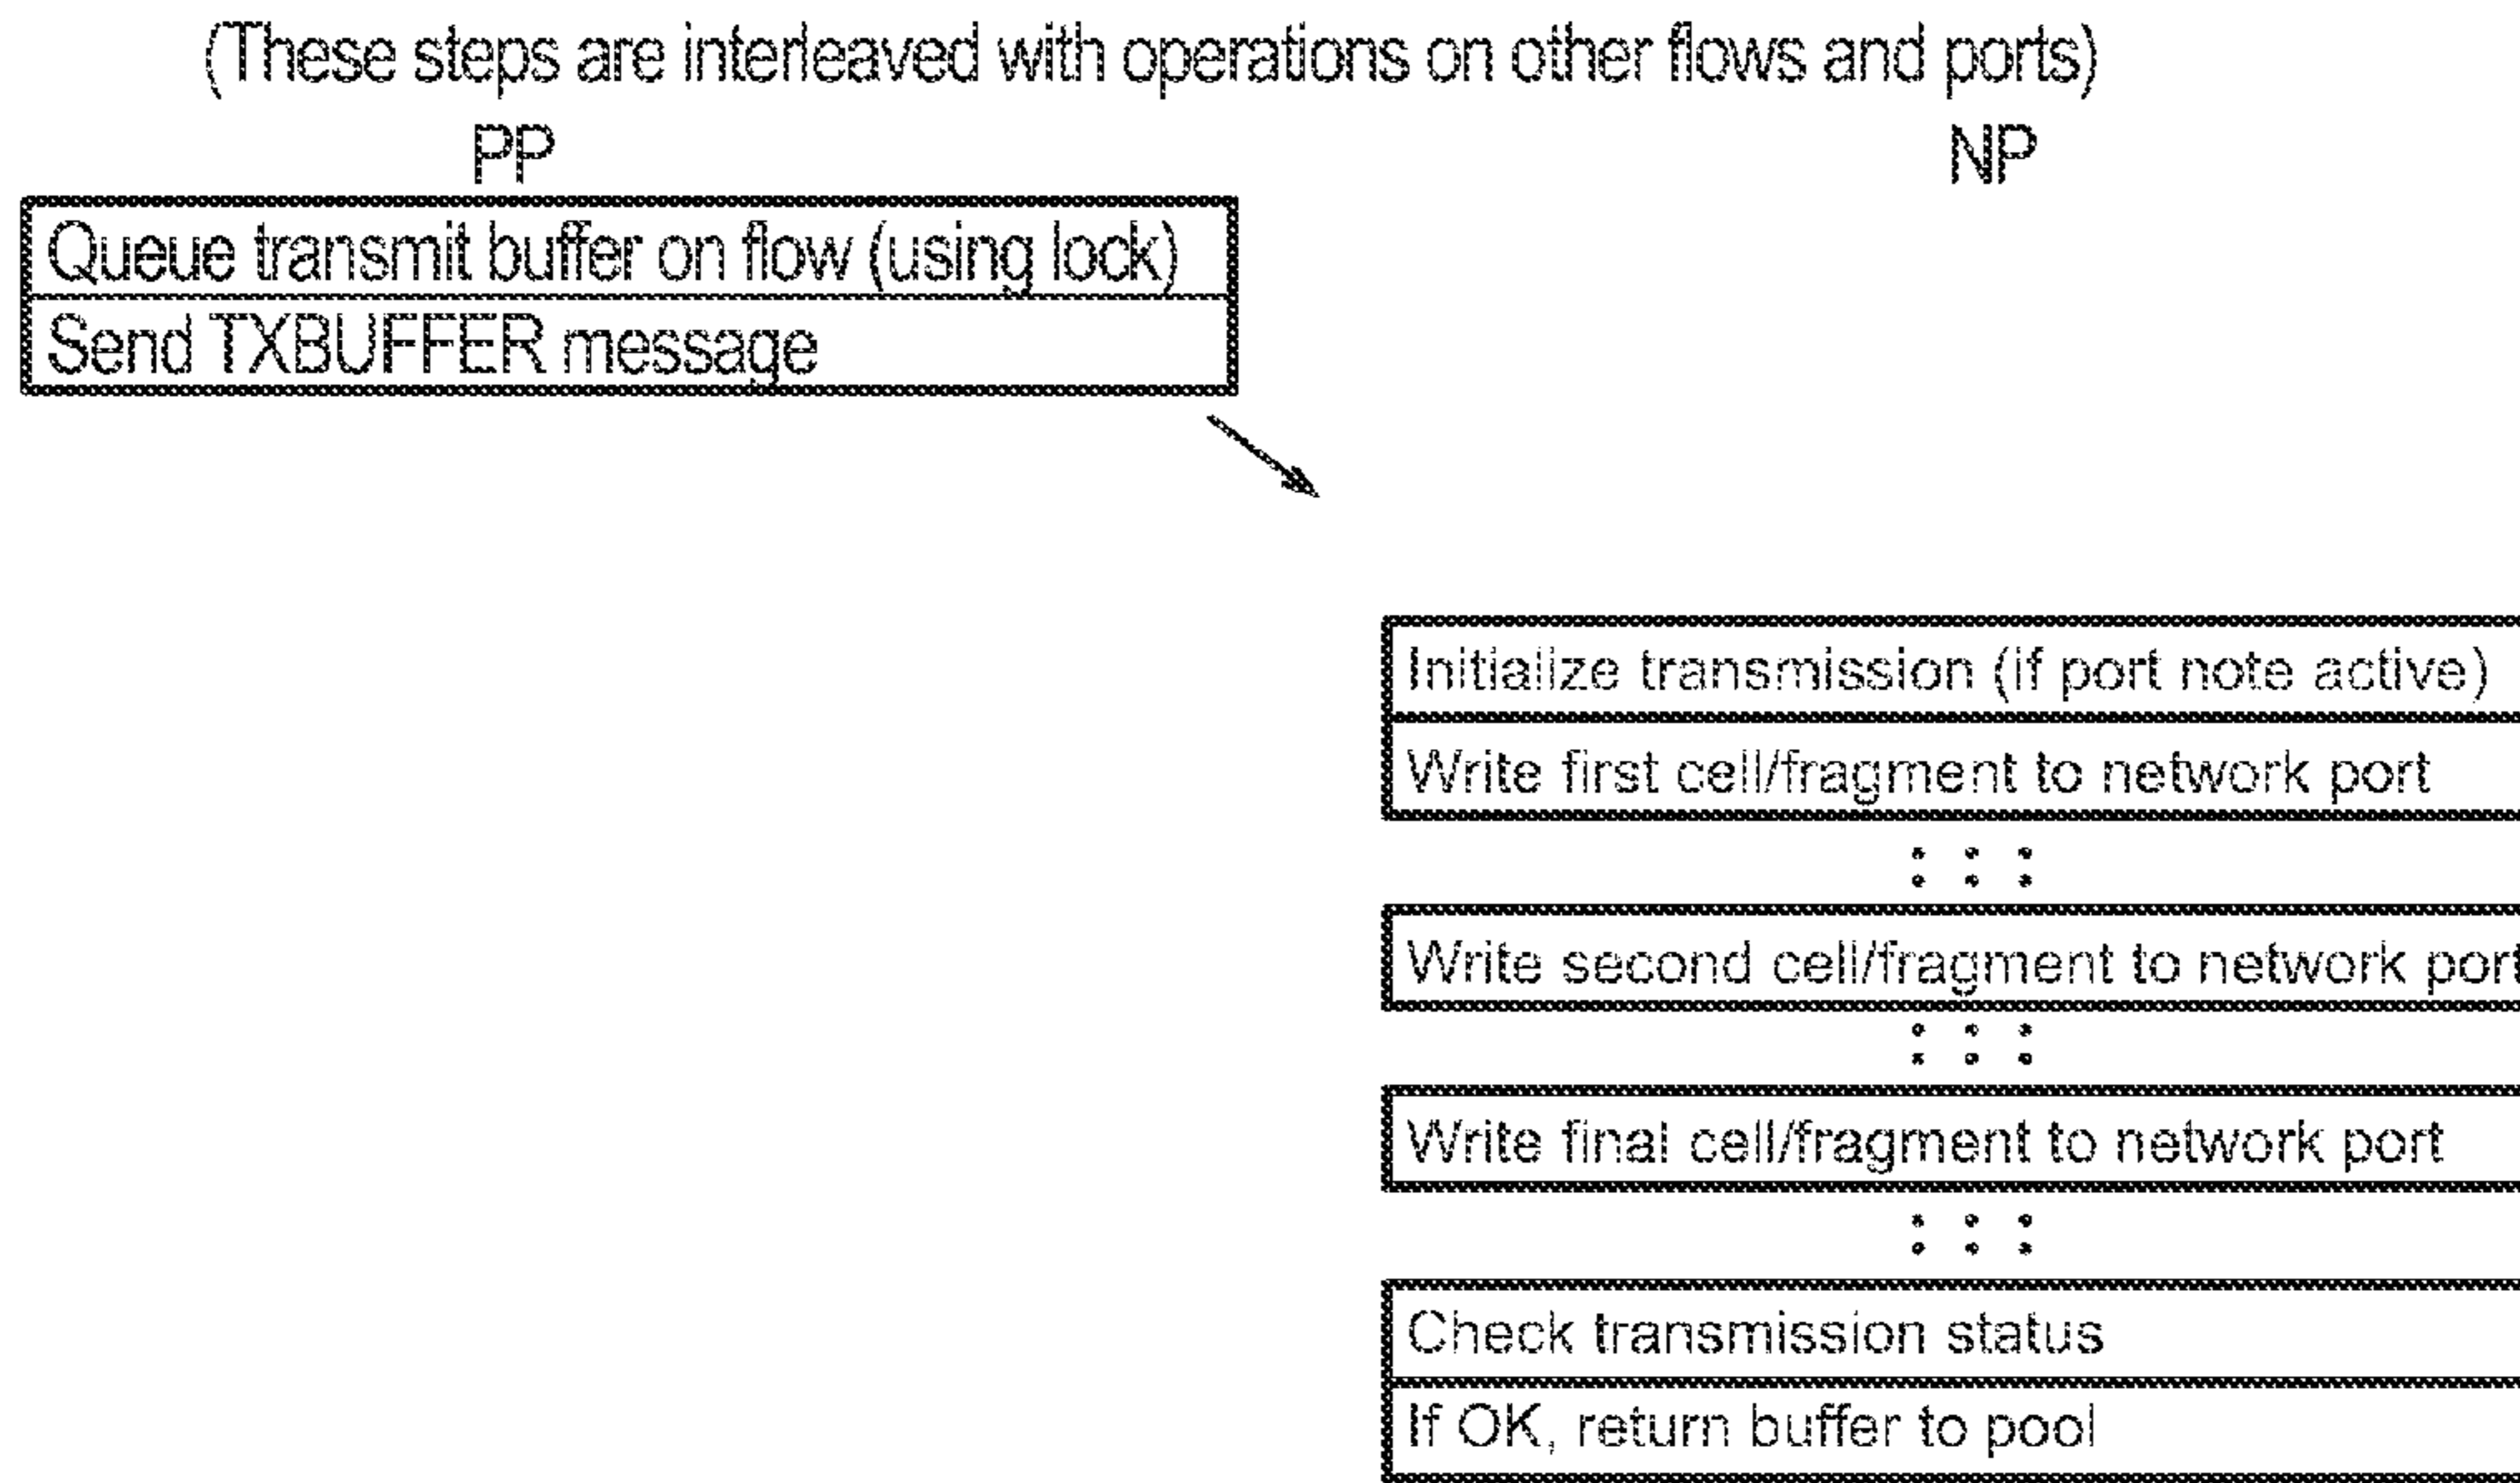 (These steps are interleaved with operations on other flows and ports)
PP
NP
Queue transmit buffer on flow (using lock)
Send TXBUFFER message
Initialize transmission (if port note active)
Write first cell/fragment to network port
Write second cell/fragment to network port
Write final cell/fragment to network port
Check transmission status
If OK, return buffer to pool